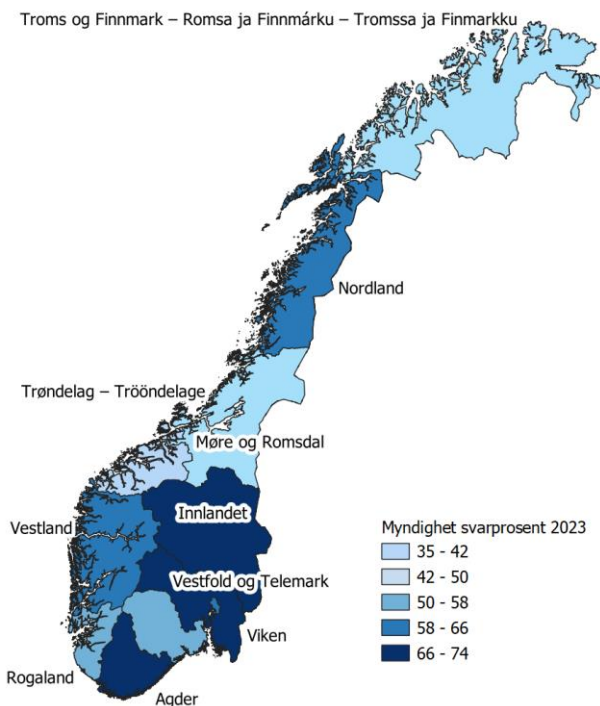 Troms og Finnmark – Romsa ja Finnmárku – Tromssa ja Finmarkku
Nordland
Trøndelag – Trööndelage
Møre og Romsdal
Innlandet
Vestland
Vestfold og Telemark
Viken
Rogaland
Agder
Myndighet svarprosent 2023
35 - 42
42 - 50
50 - 58
58 - 66
66 - 74